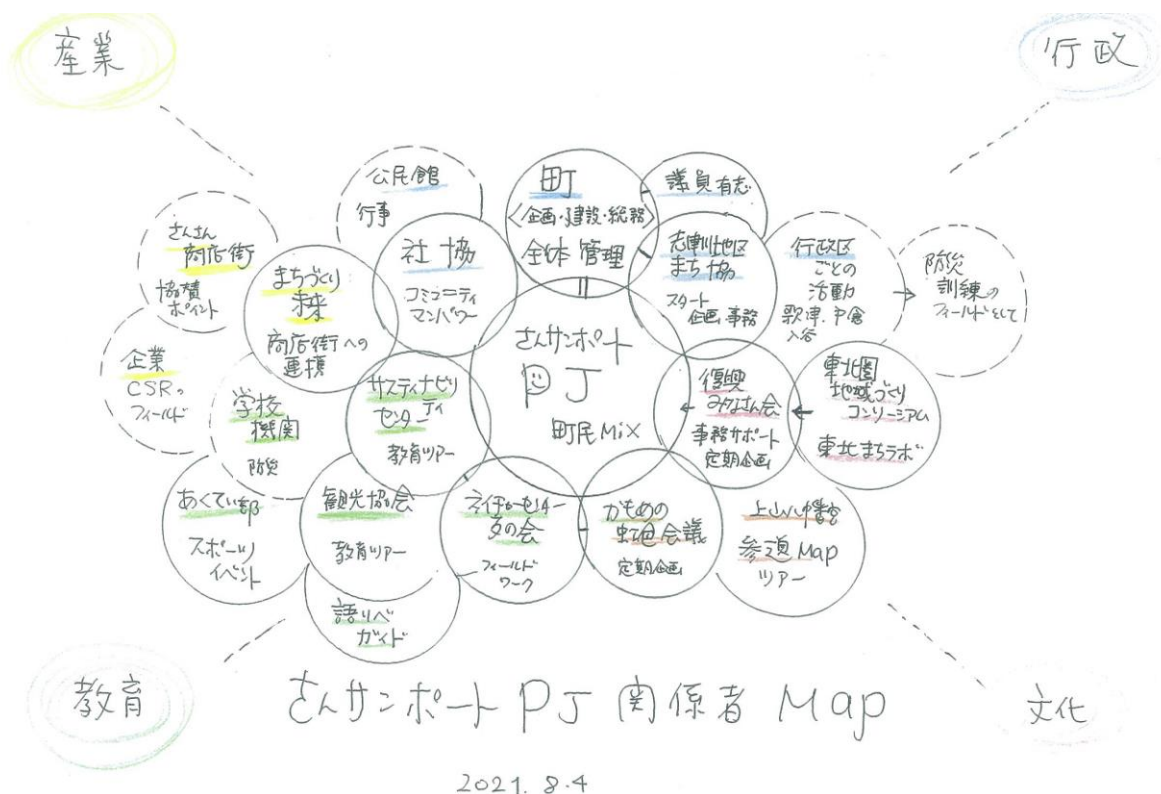 産業
行政
公民館
行事
町
〈企画・建設・総務〉
全体管理
議員有志
さんさん
商店街
協賛
ポイント
まちづくり
未来
商店街への
連携
社協
コミュニティ
マンパワー
志津川地区
まち協
スタート
企画・事務
行政区
ごとの
活動
歌津、戸倉
入谷
防災
訓練の
フィールドとして
企業
CSRの
フィールド
学校
機関
防災
サスティナビリ
ティ
センター
教育ツアー
さんサンポート
PJ
町民MiX
復興
みなさん会
事務サポート
定期企画
東北圏
地域づくり
コンソーシアム
東北まちラボ
あくてぃ部
スポーツ
イベント
観光協会
教育ツアー
ネイチャーセンター
友の会
フィールド
ワーク
かもめの
虹色会議
定期企画
上山八幡宮
参道Map
ツアー
語りべ
ガイド
教育
さんサンポートPJ関係者Map
文化
2021.8.4